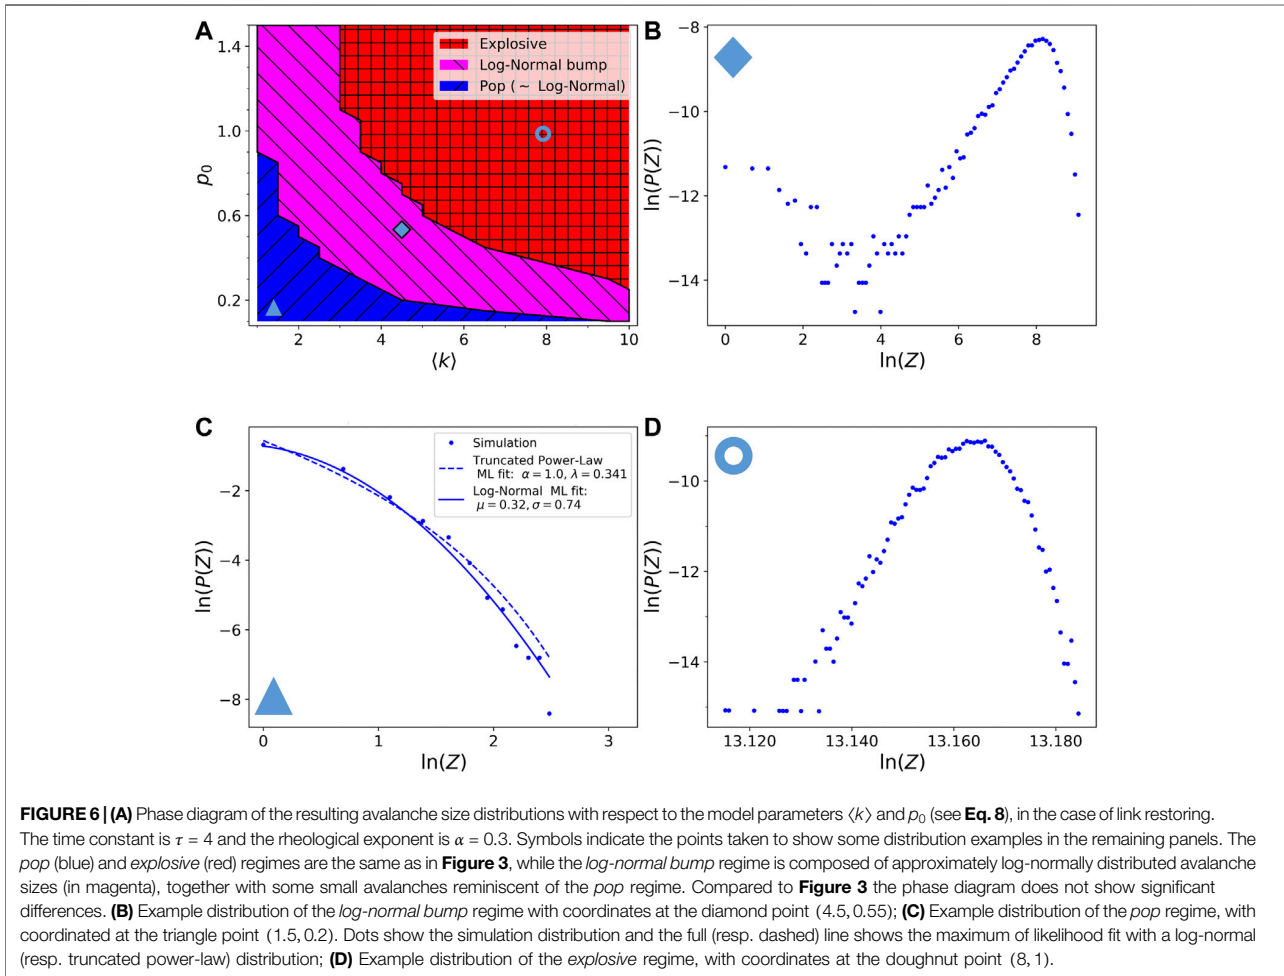 A
1.4
1.0
0.6
0.2
p0
2
4
6
8
10
⟨k⟩
Explosive
Log-Normal bump
Pop ( ∼ Log-Normal)
B
−8
−10
−12
−14
ln(P(Z))
0
2
4
6
8
ln(Z)
C
−2
−4
−6
−8
ln(P(Z))
0
1
2
3
ln(Z)
Simulation
Truncated Power-Law
ML fit: α = 1.0, λ = 0.341
Log-Normal ML fit:
μ = 0.32, σ = 0.74
D
−10
−12
−14
ln(P(Z))
13.120
13.140
13.160
13.180
ln(Z)
FIGURE 6 | (A) Phase diagram of the resulting avalanche size distributions with respect to the model parameters ⟨k⟩ and p0 (see Eq. 8), in the case of link restoring.
The time constant is τ = 4 and the rheological exponent is α = 0.3. Symbols indicate the points taken to show some distribution examples in the remaining panels. The
pop (blue) and explosive (red) regimes are the same as in Figure 3, while the log-normal bump regime is composed of approximately log-normally distributed avalanche
sizes (in magenta), together with some small avalanches reminiscent of the pop regime. Compared to Figure 3 the phase diagram does not show significant
differences. (B) Example distribution of the log-normal bump regime with coordinates at the diamond point (4.5, 0.55); (C) Example distribution of the pop regime, with
coordinated at the triangle point (1.5, 0.2). Dots show the simulation distribution and the full (resp. dashed) line shows the maximum of likelihood fit with a log-normal
(resp. truncated power-law) distribution; (D) Example distribution of the explosive regime, with coordinates at the doughnut point (8, 1).